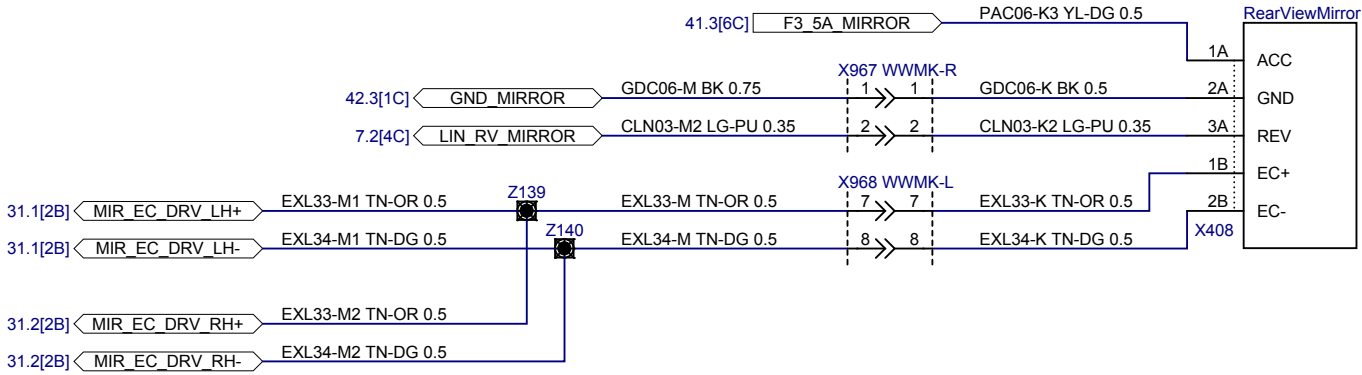 PAC06-K3 YL-DG 0.5
RearViewMirror
41.3[6C] F3_5A_MIRROR
1A ACC
X967 WWMK-R
42.3[1C] GND_MIRROR GDC06-M BK 0.75 1 1 GDC06-K BK 0.5 2A GND
7.2[4C] LIN_RV_MIRROR CLN03-M2 LG-PU 0.35 2 2 CLN03-K2 LG-PU 0.35 3A REV
1B EC+
Z139
X968 WWMK-L
31.1[2B] MIR_EC_DRV_LH+ EXL33-M1 TN-OR 0.5 EXL33-M TN-OR 0.5 7 7 EXL33-K TN-OR 0.5 2B EC-
Z140
X408
31.1[2B] MIR_EC_DRV_LH- EXL34-M1 TN-DG 0.5 EXL34-M TN-DG 0.5 8 8 EXL34-K TN-DG 0.5
31.2[2B] MIR_EC_DRV_RH+ EXL33-M2 TN-OR 0.5
31.2[2B] MIR_EC_DRV_RH- EXL34-M2 TN-DG 0.5